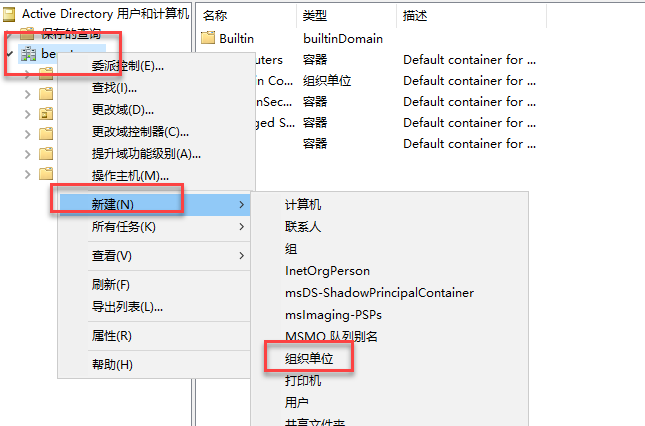 Active Directory 用户和计算机
保存的查询
名称
类型
描述
Builtin
builtinDomain
容器
Default container for ...
组织单位
Default container for ...
容器
Default container for ...
容器
Default container for ...
容器
Default container for ...
委派控制(E)...
查找(I)...
更改域(D)...
更改域控制器(C)...
提升域功能级别(A)...
操作主机(M)...
新建(N)
所有任务(K)
查看(V)
刷新(F)
导出列表(L)...
属性(R)
帮助(H)
计算机
联系人
组
InetOrgPerson
msDS-ShadowPrincipalContainer
msImaging-PSPs
MSMQ 队列别名
组织单位
打印机
用户
共享文件夹